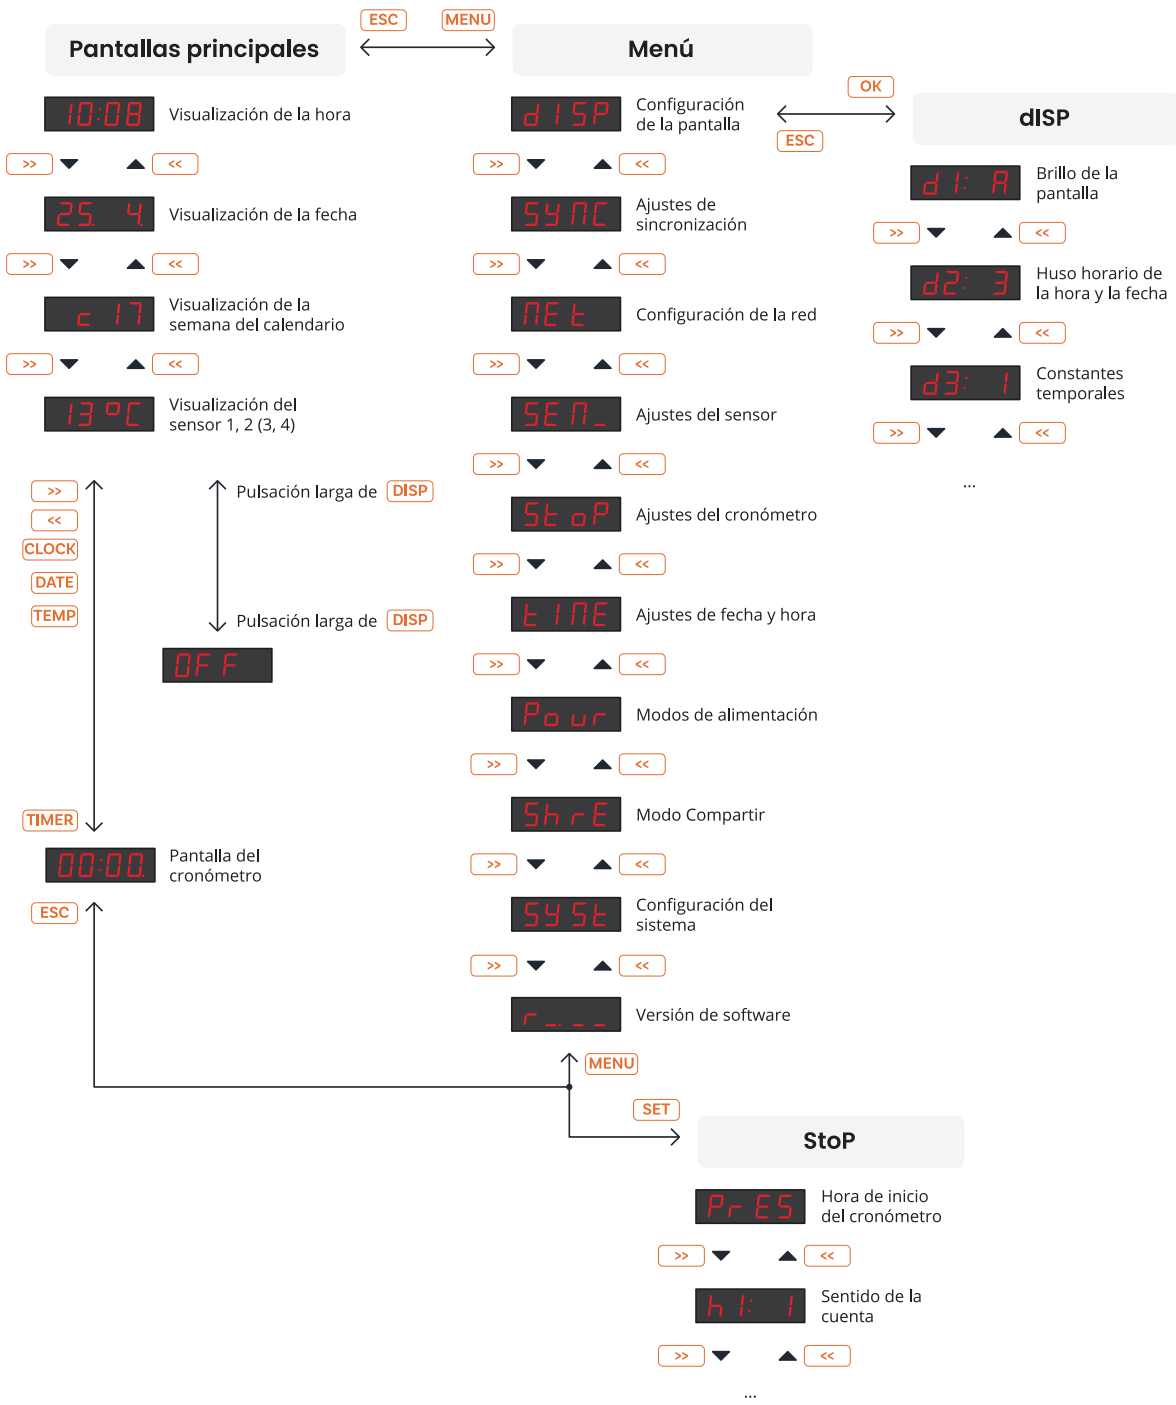 ESC MENU
Pantallas principales
Menú
10:08
Visualización de la hora
>> <<
25. 4.
Visualización de la fecha
>> <<
c 17
Visualización de la
semana del calendario
>> <<
13 °C
Visualización del
sensor 1, 2 (3, 4)
>>
<<
CLOCK
DATE
TEMP
Pulsación larga de DISP
Pulsación larga de DISP
OFF
TIMER
00:00.
Pantalla del
cronómetro
ESC
dISP
Configuración
de la pantalla
>> <<
SYNC
Ajustes de
sincronización
>> <<
NEt
Configuración de la red
>> <<
SEN_
Ajustes del sensor
>> <<
StoP
Ajustes del cronómetro
>> <<
tIME
Ajustes de fecha y hora
>> <<
Pour
Modos de alimentación
>> <<
ShrE
Modo Compartir
>> <<
SYSt
Configuración del
sistema
>> <<
r_._ _
Versión de software
MENU
OK
ESC
dISP
d1: A
Brillo de la
pantalla
>> <<
d2: 3
Huso horario de
la hora y la fecha
>> <<
d3: 1
Constantes
temporales
>> <<
...
SET
StoP
PrES
Hora de inicio
del cronómetro
>> <<
h1: 1
Sentido de la
cuenta
>> <<
...